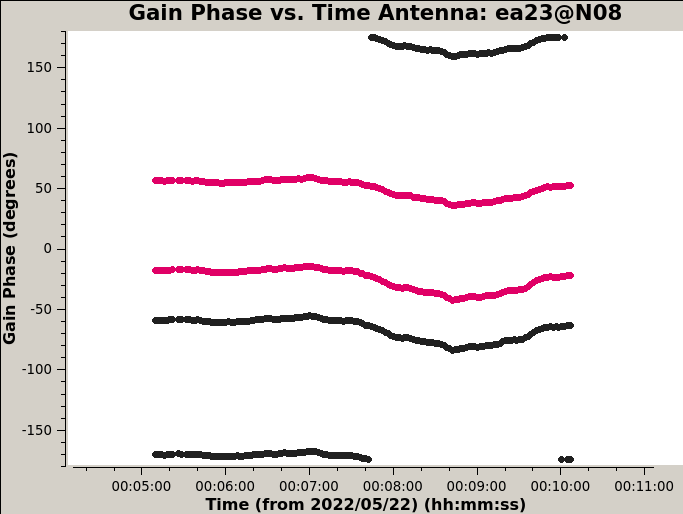 Gain Phase vs. Time Antenna: ea23@N08
Gain Phase (degrees)
150
100
50
0
-50
-100
-150
00:05:00 00:06:00 00:07:00 00:08:00 00:09:00 00:10:00 00:11:00
Time (from 2022/05/22) (hh:mm:ss)